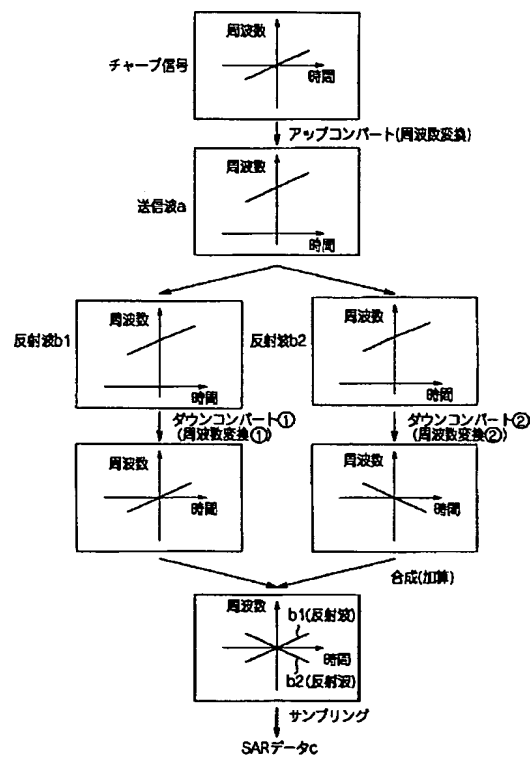 周波数
チャープ信号
時間
アップコンバート(周波数変換)
周波数
送信波a
時間
反射波b1
周波数
時間
反射波b2
周波数
時間
ダウンコンバート①
(周波数変換①)
ダウンコンバート②
(周波数変換②)
周波数
時間
周波数
時間
合成(加算)
周波数
b1(反射波)
時間
b2(反射波)
サンプリング
SARデータc